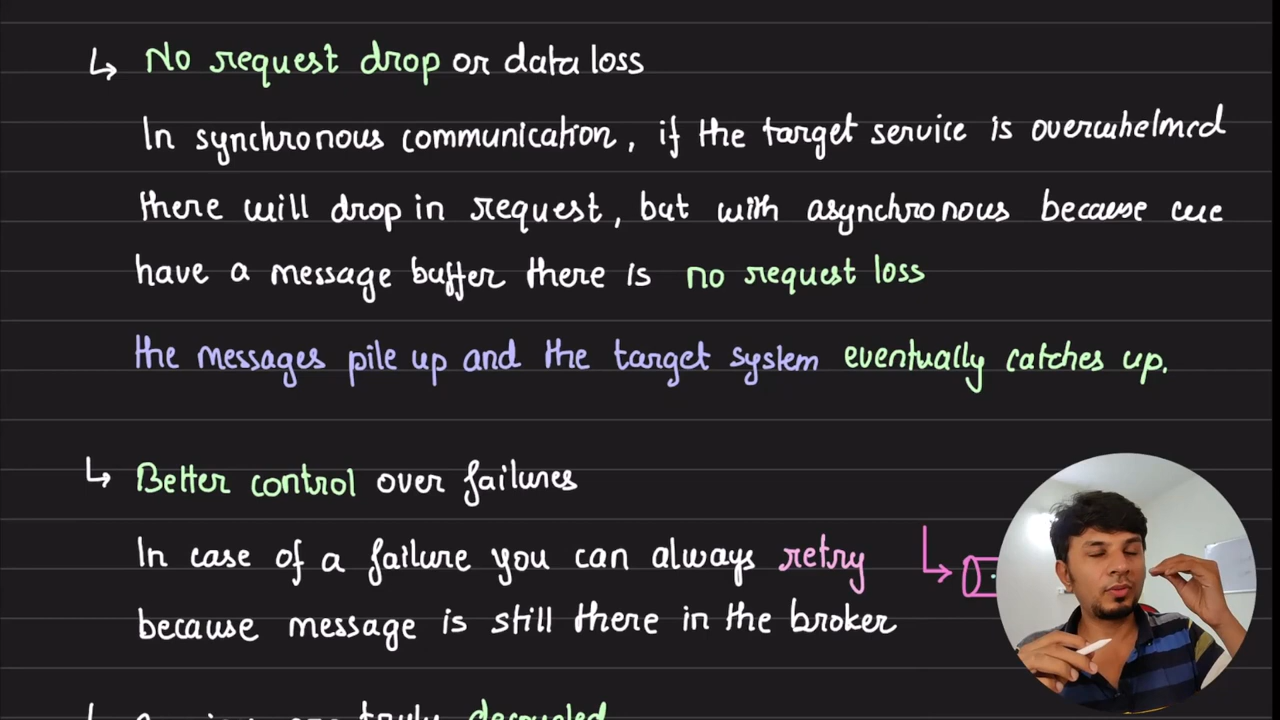 ↳ No request drop or data loss
In synchronous communication, if the target service is overwhelmed
there will drop in request, but with asynchronous because we
have a message buffer there is no request loss
the messages pile up and the target system eventually catches up.
↳ Better control over failures
In case of a failure you can always retry
because message is still there in the broker
truly decoupled